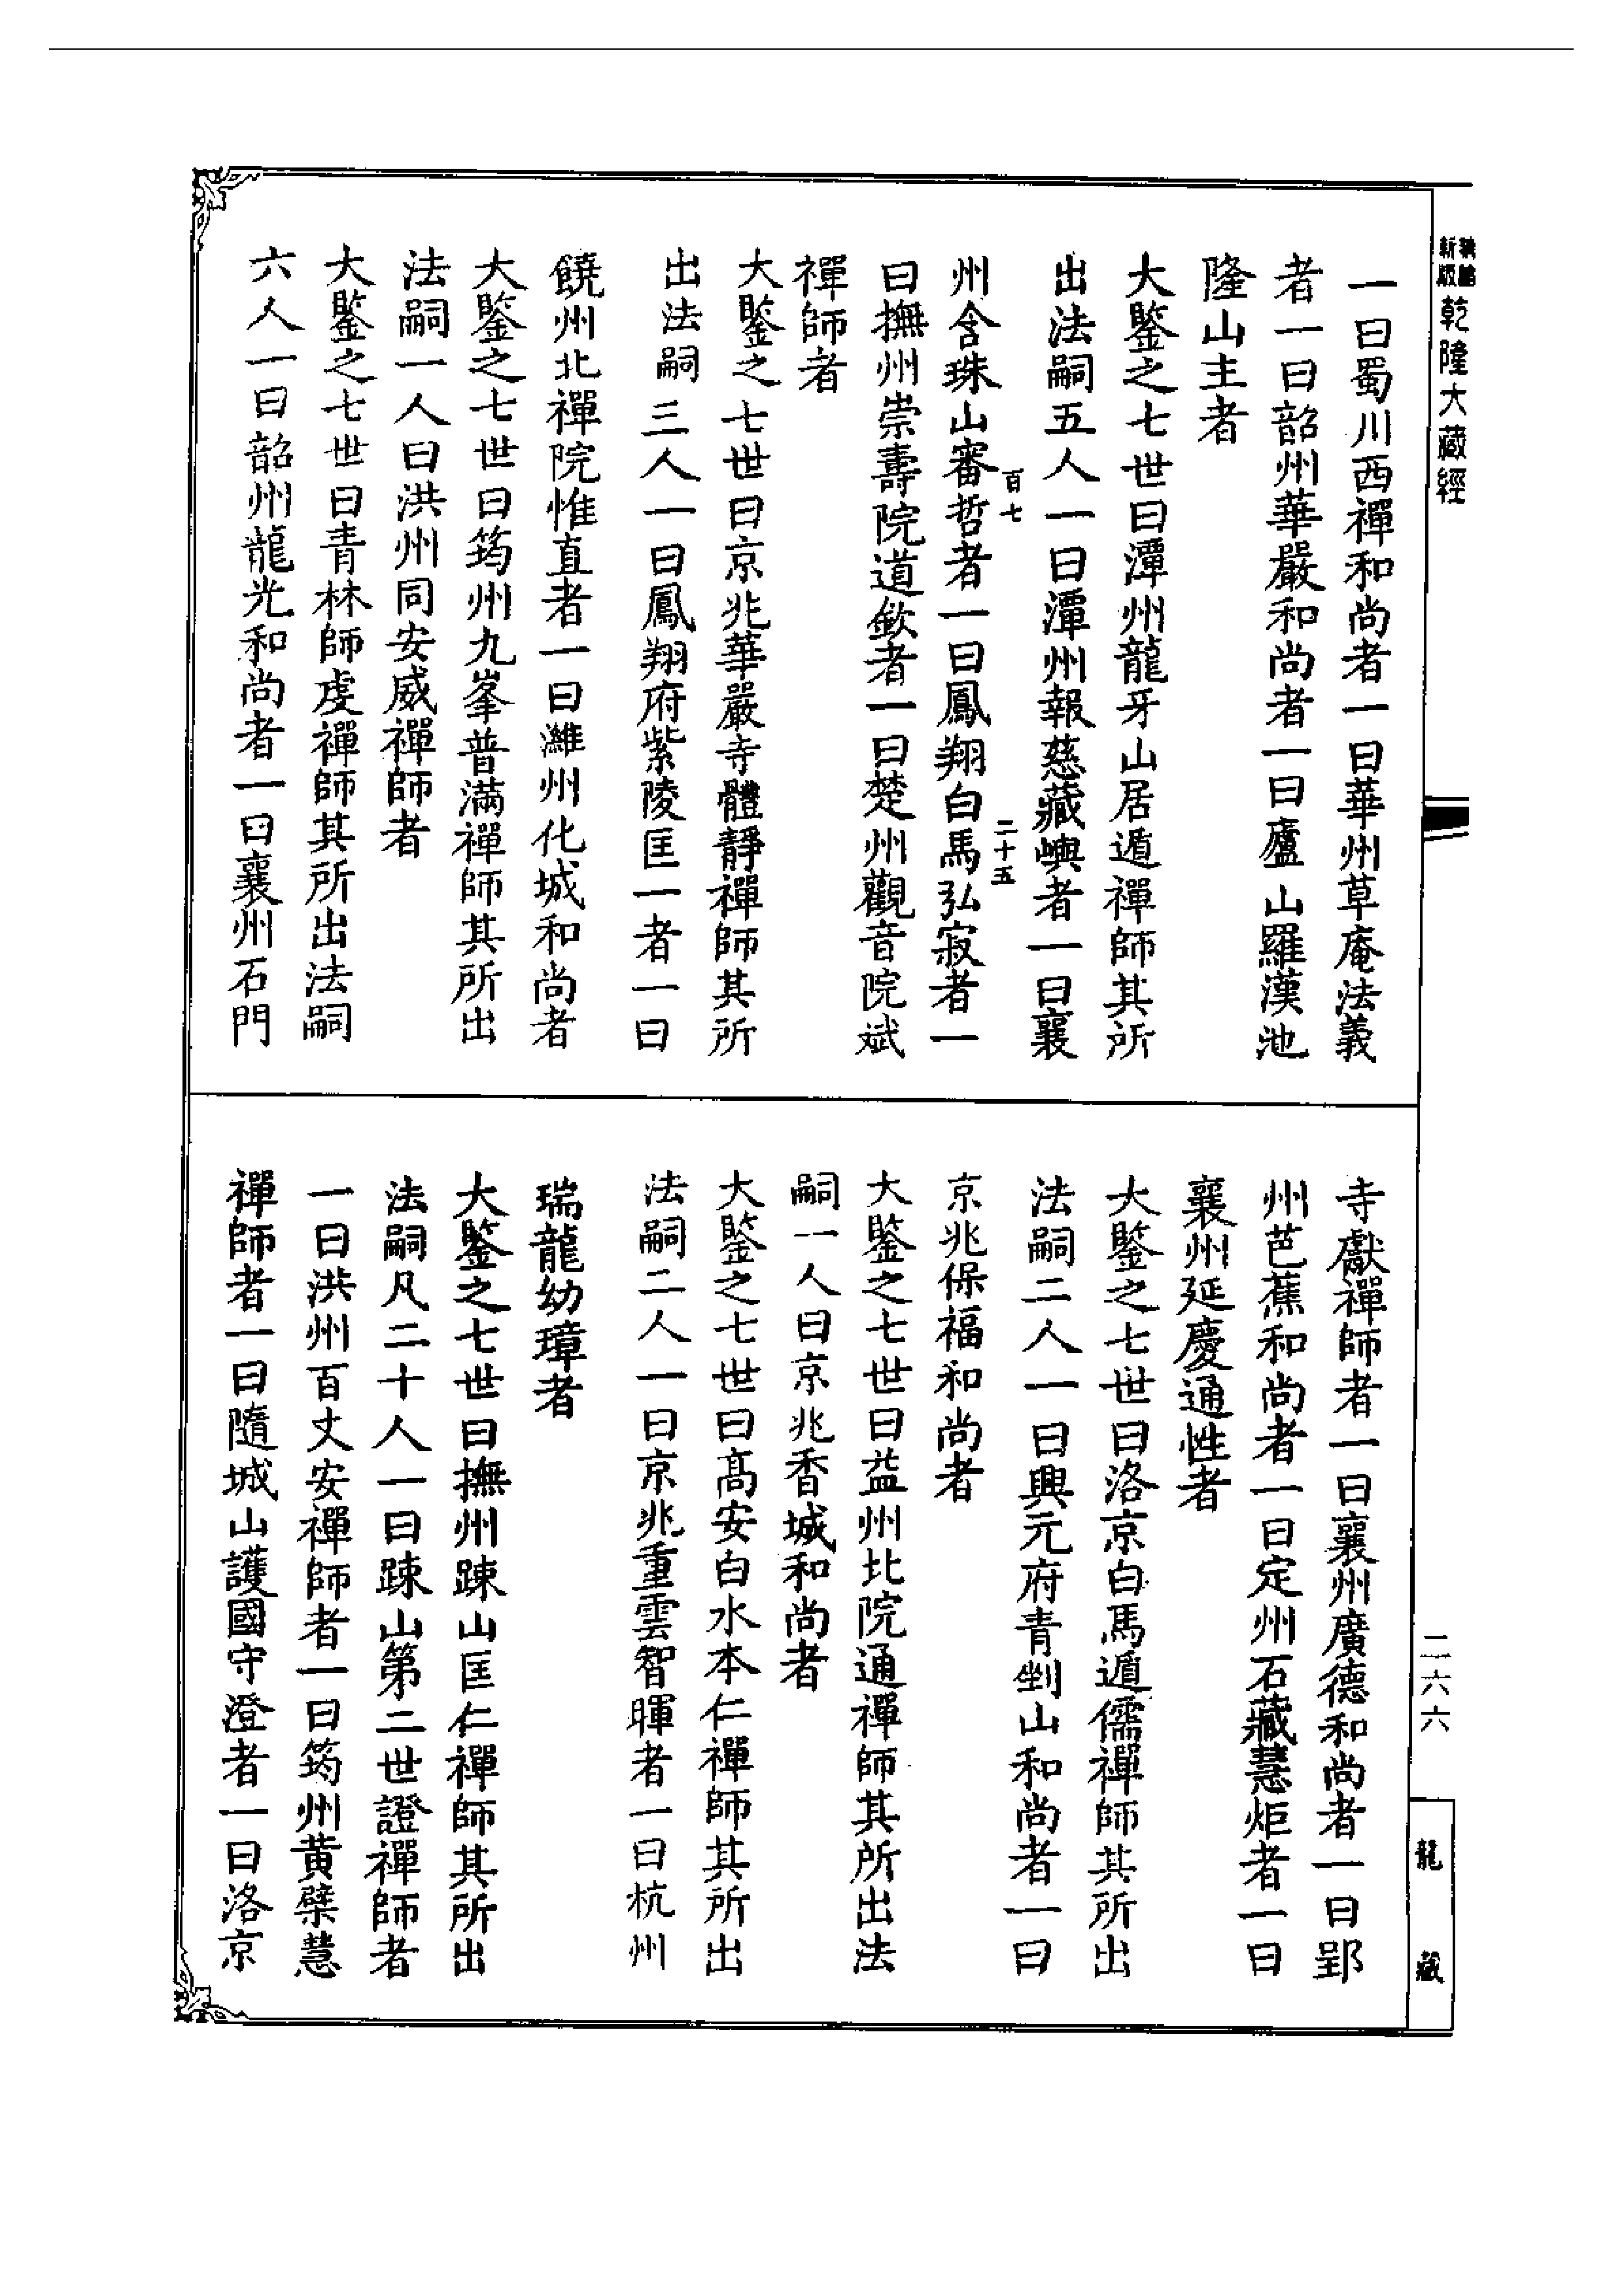 新版
乾隆大藏經
一曰蜀川西禪和尚者一曰華州草庵法義
者一曰韶州華嚴和尚者一曰廬山羅漢池
隆山主者
大鑒之七世曰潭州龍牙山居遁禪師其所
出法嗣五人一曰潭州報慈藏嶼者一曰襄
百七
二十五
州含珠山審哲者一曰鳳翔白馬弘寂者一
曰撫州崇壽院道欽者一曰楚州觀音院斌
禪師者
大鑒之七世曰京兆華嚴寺體靜禪師其所
出法嗣三人一曰鳳翔府紫陵匡一者一曰
饒州北禪院惟直者一曰濰州化城和尚者
大鑒之七世曰筠州九峯普滿禪師其所出
法嗣一人曰洪州同安威禪師者
大鑒之七世曰青林師虔禪師其所出法嗣
六人一曰韶州龍光和尚者一曰襄州石門
寺獻禪師者一曰襄州廣德和尚者一曰郢
州芭蕉和尚者一曰定州石藏慧炬者一曰
襄州延慶通性者
大鑒之七世曰洛京白馬遁儒禪師其所出
法嗣二人一曰興元府青剉山和尚者一曰
京兆保福和尚者
大鑒之七世曰益州北院通禪師其所出法
嗣一人曰京兆香城和尚者
大鑒之七世曰髙安白水本仁禪師其所出
法嗣二人一曰京兆重雲智暉者一曰杭州
瑞龍幼璋者
大鑒之七世曰撫州踈山匡仁禪師其所出
法嗣凡二十人一曰踈山第二世證禪師者
一曰洪州百丈安禪師者一曰筠州黄檗慧
禪師者一曰隨城山護國守澄者一曰洛京
二六六
龍藏